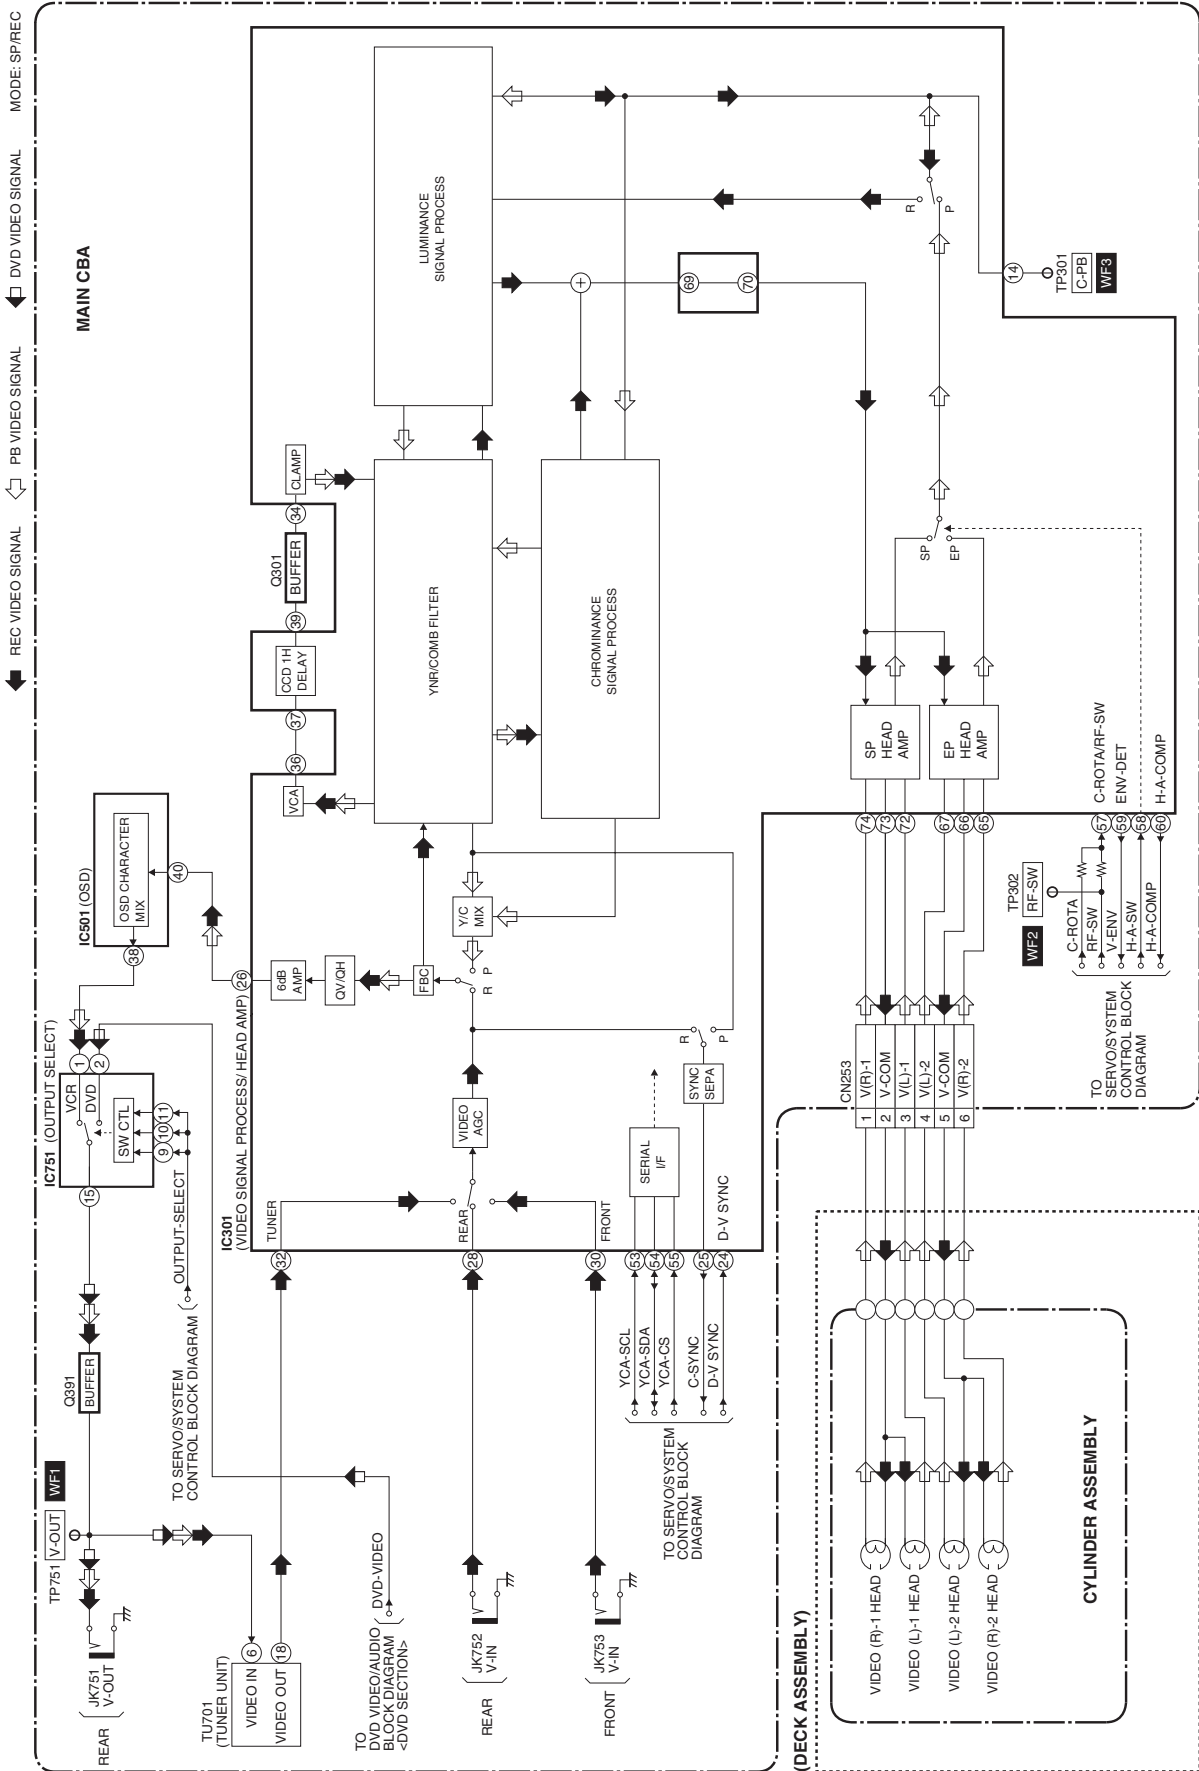 REC VIDEO SIGNAL
PB VIDEO SIGNAL
DVD VIDEO SIGNAL
MODE: SP/REC
MAIN CBA
REAR
JK751
V-OUT
TP751
V-OUT
WF1
Q391
BUFFER
15
IC751 (OUTPUT SELECT)
VCR
DVD
1
2
SW CTL
9
10
11
OUTPUT-SELECT
TO SERVO/SYSTEM
CONTROL BLOCK DIAGRAM
IC501 (OSD)
OSD CHARACTER
MIX
38
40
TU701
(TUNER UNIT)
VIDEO IN
6
VIDEO OUT
18
TO
DVD VIDEO/AUDIO
BLOCK DIAGRAM
<DVD SECTION>
DVD-VIDEO
REAR
JK752
V-IN
FRONT
JK753
V-IN
IC301
(VIDEO SIGNAL PROCESS/ HEAD AMP)
32
TUNER
28
REAR
30
FRONT
VIDEO
AGC
26
6dB
AMP
QV/QH
FBC
R
P
Y/C
MIX
VCA
36
37
CCD 1H
DELAY
39
Q301
BUFFER
34
CLAMP
YNR/COMB FILTER
LUMINANCE
SIGNAL PROCESS
CHROMINANCE
SIGNAL PROCESS
+
69
70
R
P
14
TP301
C-PB
WF3
SERIAL
I/F
SYNC
SEPA
R
P
D-V SYNC
53
54
55
25
24
YCA-SCL
YCA-SDA
YCA-CS
C-SYNC
D-V SYNC
TO SERVO/SYSTEM
CONTROL BLOCK
DIAGRAM
SP
EP
SP
HEAD
AMP
EP
HEAD
AMP
74
73
72
67
66
65
57
59
58
60
C-ROTA/RF-SW
ENV-DET
H-A-COMP
TP302
RF-SW
WF2
C-ROTA
RF-SW
V-ENV
H-A-SW
H-A-COMP
TO
SERVO/SYSTEM
CONTROL BLOCK
DIAGRAM
CN253
1 V(R)-1
2 V-COM
3 V(L)-1
4 V(L)-2
5 V-COM
6 V(R)-2
(DECK ASSEMBLY)
CYLINDER ASSEMBLY
VIDEO (R)-1 HEAD
VIDEO (L)-1 HEAD
VIDEO (L)-2 HEAD
VIDEO (R)-2 HEAD